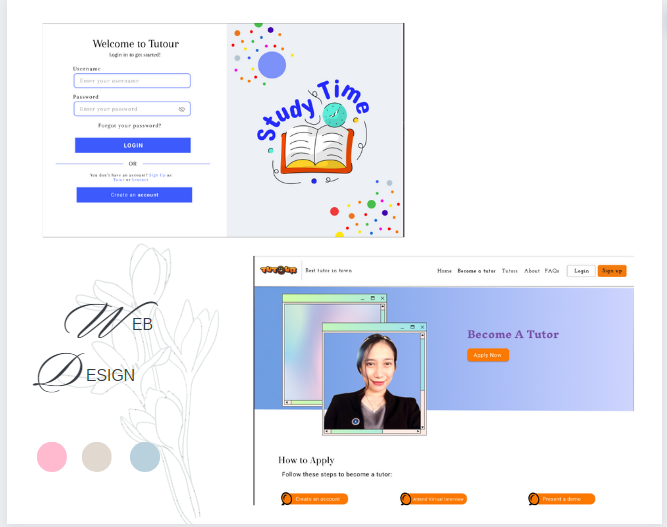 Welcome to Tutour
Login in to get started!
Username
Enter your username
Password
Enter your password
Forgot your password?
LOGIN
OR
You don't have an account? Sign Up as
Tutor or
Create an account
Study Time
WEB
DESIGN
TUTOUR
Best tutor in town
Home Become a tutor Tutors About FAQs Login Sign up
Become A Tutor
Apply Now
How to Apply
Follow these steps to become a tutor:
Create an account
Attend Virtual Interview
Present a demo